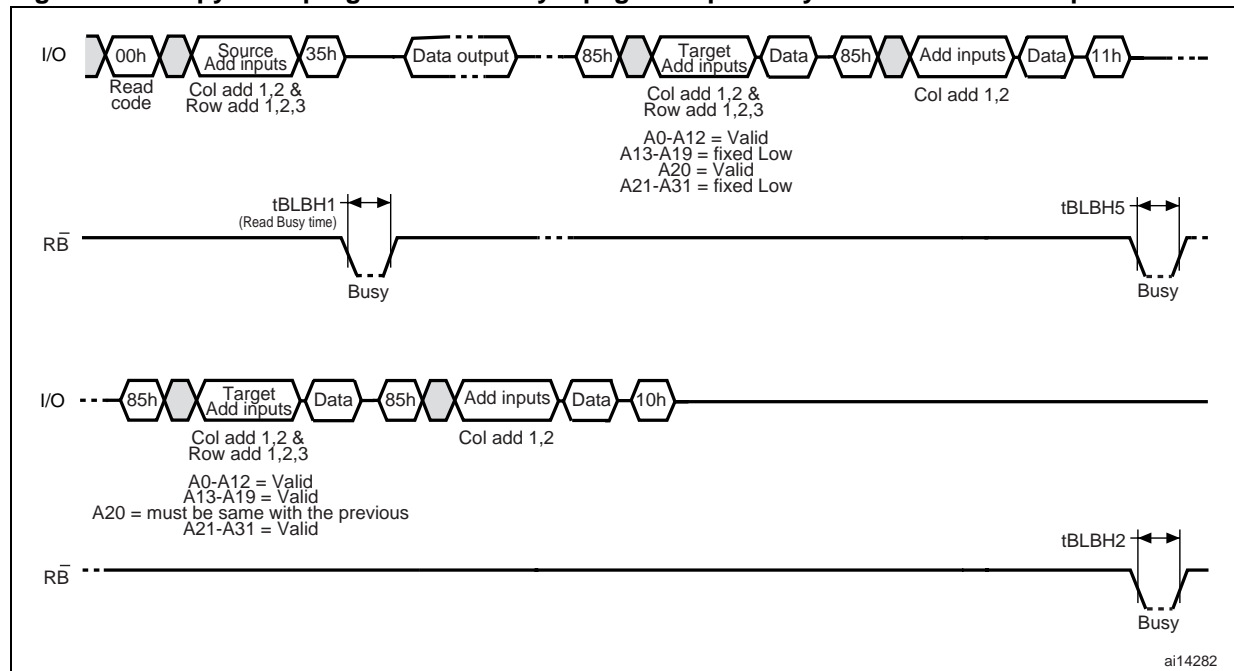 I/O 00h Source Add inputs 35h Data output 85h Target Add inputs Data 85h Add inputs Data 11h
Read code
Col add 1,2 &
Row add 1,2,3
Col add 1,2 &
Row add 1,2,3
Col add 1,2
A0-A12 = Valid
A13-A19 = fixed Low
A20 = Valid
A21-A31 = fixed Low
tBLBH1
(Read Busy time)
tBLBH5
RB̅
Busy
Busy
I/O 85h Target Add inputs Data 85h Add inputs Data 10h
Col add 1,2 &
Row add 1,2,3
Col add 1,2
A0-A12 = Valid
A13-A19 = Valid
A20 = must be same with the previous
A21-A31 = Valid
tBLBH2
RB̅
Busy
ai14282